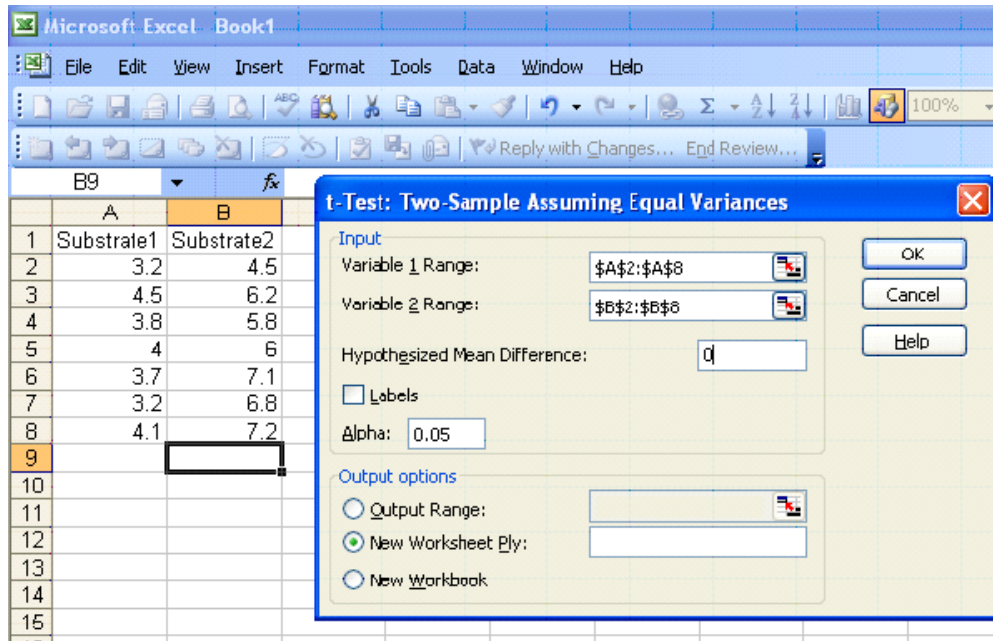 Microsoft Excel Book1
File Edit View Insert Format Tools Data Window Help
ABC Σ A Z Z A 100%
Reply with Changes... End Review...
B9 fx
A B
1 Substrate1 Substrate2
2 3.2 4.5
3 4.5 6.2
4 3.8 5.8
5 4 6
6 3.7 7.1
7 3.2 6.8
8 4.1 7.2
9
10
11
12
13
14
15
t-Test: Two-Sample Assuming Equal Variances
Input
Variable 1 Range: $A$2:$A$8
Variable 2 Range: $B$2:$B$8
Hypothesized Mean Difference: 0
Labels
Alpha: 0.05
OK
Cancel
Help
Output options
Output Range:
New Worksheet Ply:
New Workbook